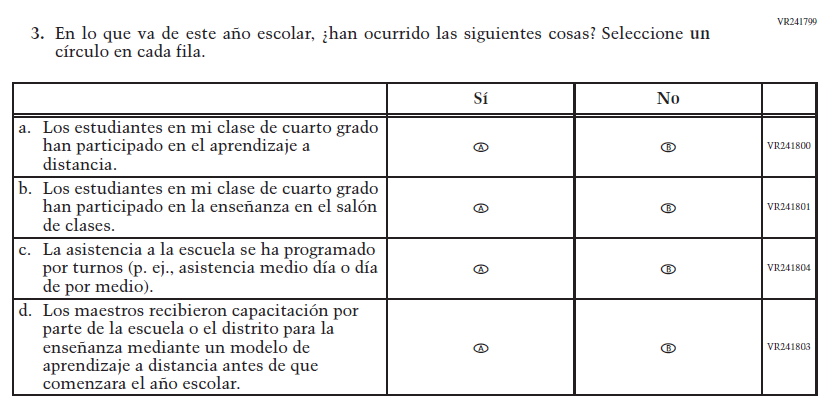 VR241799
3. En lo que va de este año escolar, ¿han ocurrido las siguientes cosas? Seleccione un
círculo en cada fila.
Sí No
a. Los estudiantes en mi clase de cuarto grado
han participado en el aprendizaje a
distancia.
A B VR241800
b. Los estudiantes en mi clase de cuarto grado
han participado en la enseñanza en el salón
de clases.
A B VR241801
c. La asistencia a la escuela se ha programado
por turnos (p. ej., asistencia medio día o día
de por medio).
A B VR241804
d. Los maestros recibieron capacitación por
parte de la escuela o el distrito para la
enseñanza mediante un modelo de
aprendizaje a distancia antes de que
comenzara el año escolar.
A B VR241803